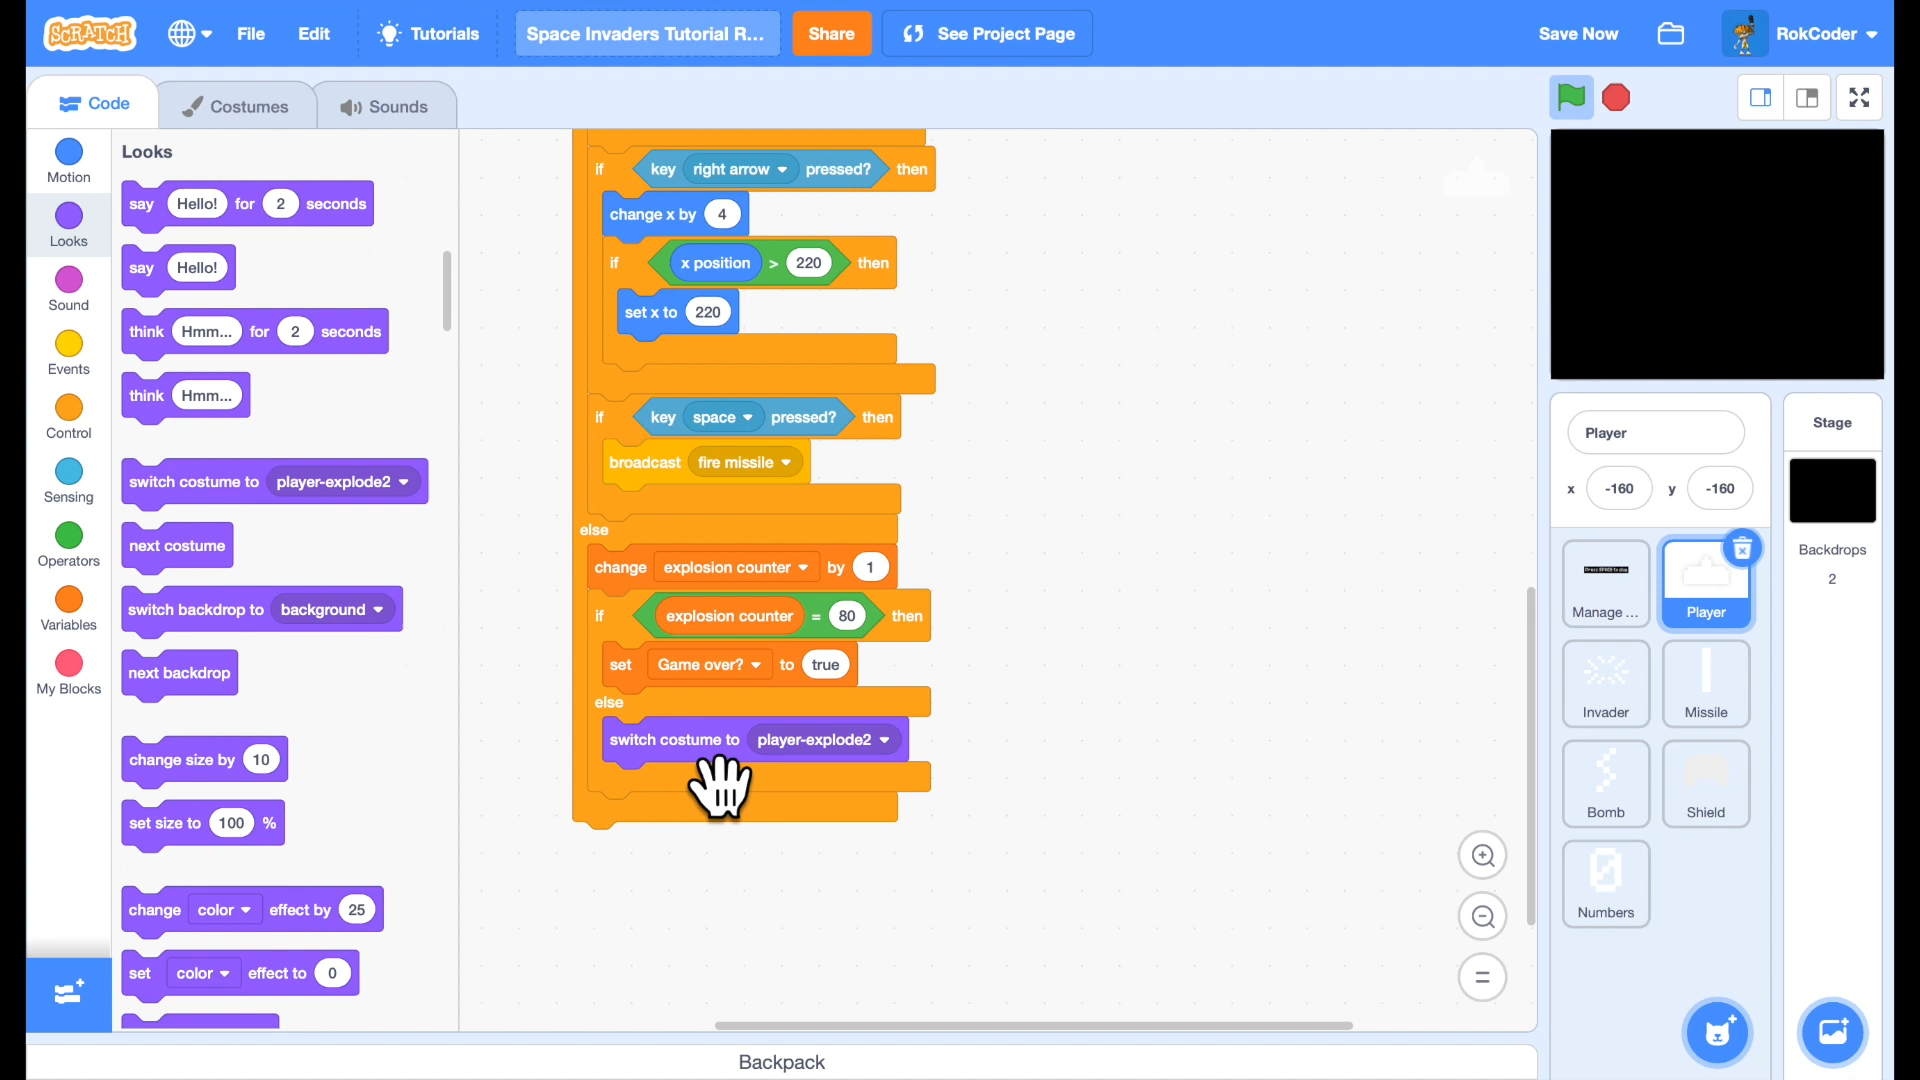 SCRATCH
File
Edit
Tutorials
Space Invaders Tutorial R...
Share
See Project Page
Save Now
RokCoder
Code
Costumes
Sounds
Motion
Looks
Sound
Events
Control
Sensing
Operators
Variables
My Blocks
Looks
say Hello! for 2 seconds
say Hello!
think Hmm... for 2 seconds
think Hmm...
switch costume to player-explode2
next costume
switch backdrop to background
next backdrop
change size by 10
set size to 100 %
change color effect by 25
set color effect to 0
if key right arrow pressed? then
change x by 4
if x position > 220 then
set x to 220
if key space pressed? then
broadcast fire missile
else
change explosion counter by 1
if explosion counter = 80 then
set Game over? to true
else
switch costume to player-explode2
Backpack
Player
x -160 y -160
Press SPACE to play
Manage ...
Player
Invader
Missile
Bomb
Shield
0
Numbers
Stage
Backdrops
2